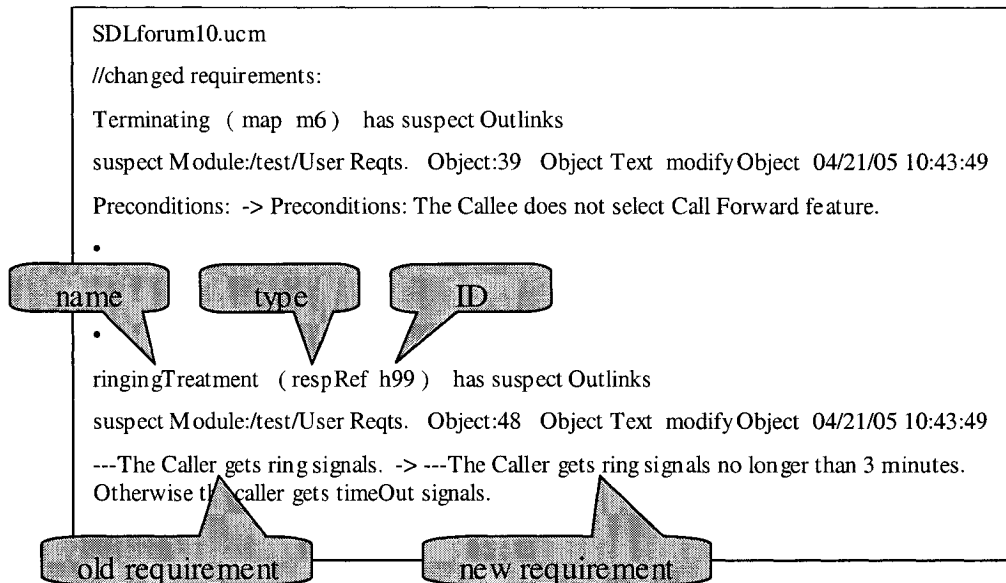 SDLforum10.ucm
//changed requirements:
Terminating ( map m6 ) has suspect Outlinks
suspect Module:/test/User Reqts. Object:39 Object Text modifyObject 04/21/05 10:43:49
Preconditions: -> Preconditions: The Callee does not select Call Forward feature.
•
name type ID
•
ringingTreatment ( respRef h99 ) has suspect Outlinks
suspect Module:/test/User Reqts. Object:48 Object Text modifyObject 04/21/05 10:43:49
---The Caller gets ring signals. -> ---The Caller gets ring signals no longer than 3 minutes.
Otherwise the caller gets timeOut signals.
old requirement new requirement